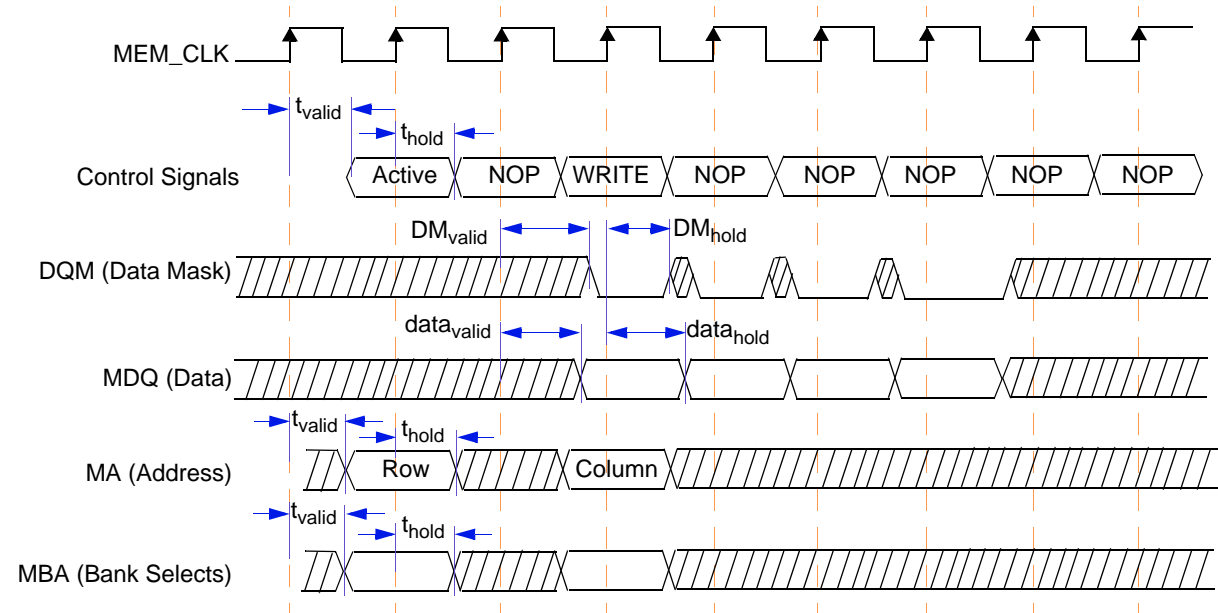 MEM_CLK
tvalid
thold
Control Signals
Active NOP WRITE NOP NOP NOP NOP NOP
DMvalid DMhold
DQM (Data Mask)
datavalid datahold
MDQ (Data)
tvalid thold
MA (Address) Row Column
tvalid thold
MBA (Bank Selects)